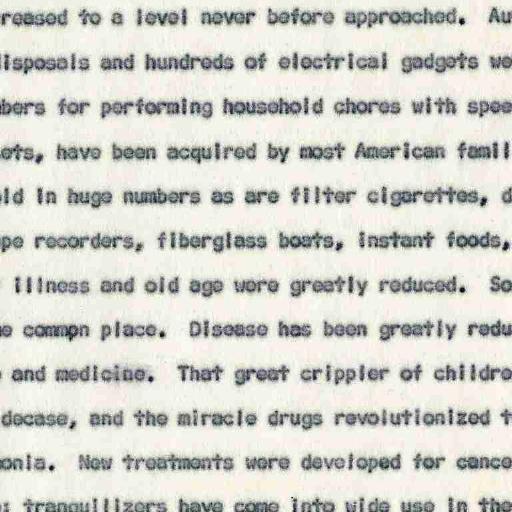 reased to a level never before approached. Au
isposals and hundreds of electrical gadgets we
bers for performing household chores with spee
ets, have been acquired by most American famil
ld in huge numbers as are filter cigarettes, d
pe recorders, fiberglass boats, instant foods,
illness and old age were greatly reduced. So
e commpn place. Disease has been greatly redu
and medicine. That great crippler of childre
decase, and the miracle drugs revolutionized t
onia. New treatments were developed for cance
; tranquilizers have come into wide use in the